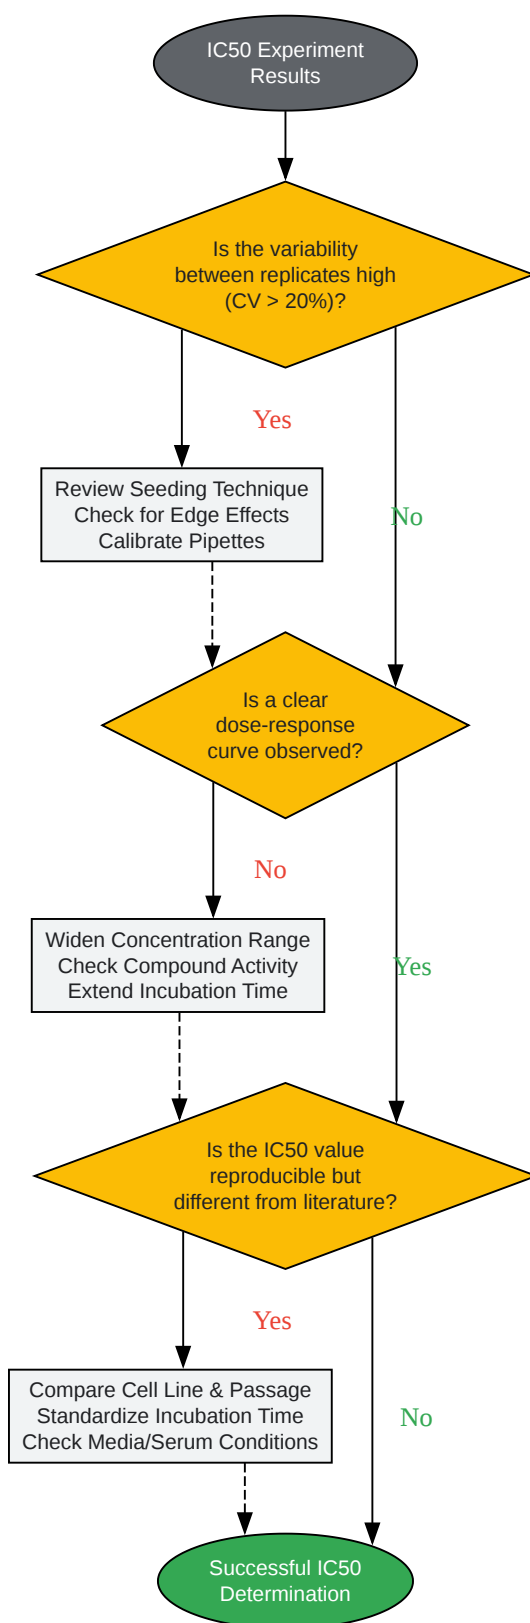 IC50 Experiment
Results
Is the variability
between replicates high
(CV > 20%)?
Yes
Review Seeding Technique
Check for Edge Effects
Calibrate Pipettes
No
Is a clear
dose-response
curve observed?
No
Widen Concentration Range
Check Compound Activity
Extend Incubation Time
Yes
Is the IC50 value
reproducible but
different from literature?
Yes
Compare Cell Line & Passage
Standardize Incubation Time
Check Media/Serum Conditions
No
Successful IC50
Determination